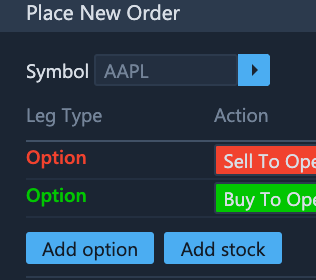 Place New Order
Symbol AAPL
Leg Type Action
Option Sell To Ope
Option Buy To Ope
Add option Add stock